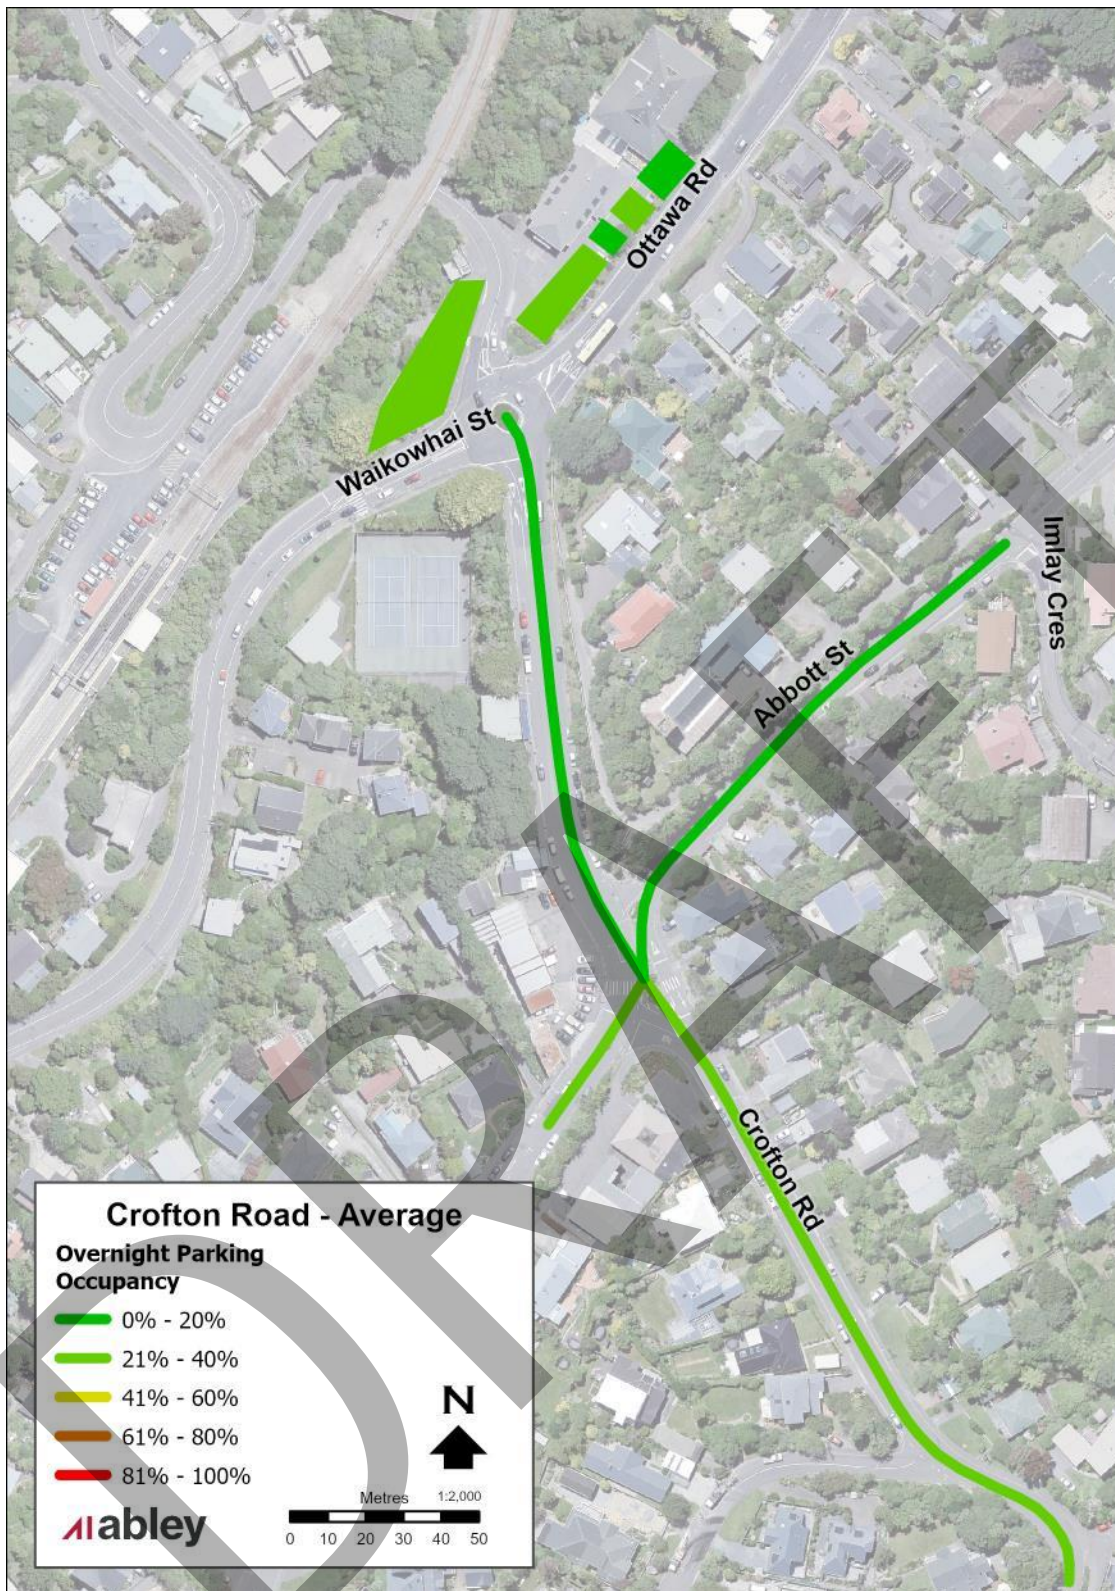 Ottawa Rd
Waikowhai St
Imlay Cres
Abbott St
Crofton Rd
DRAFT
Crofton Road - Average
Overnight Parking
Occupancy
0% - 20%
21% - 40%
41% - 60%
61% - 80%
81% - 100%
N
Metres 1:2,000
0 10 20 30 40 50
abley